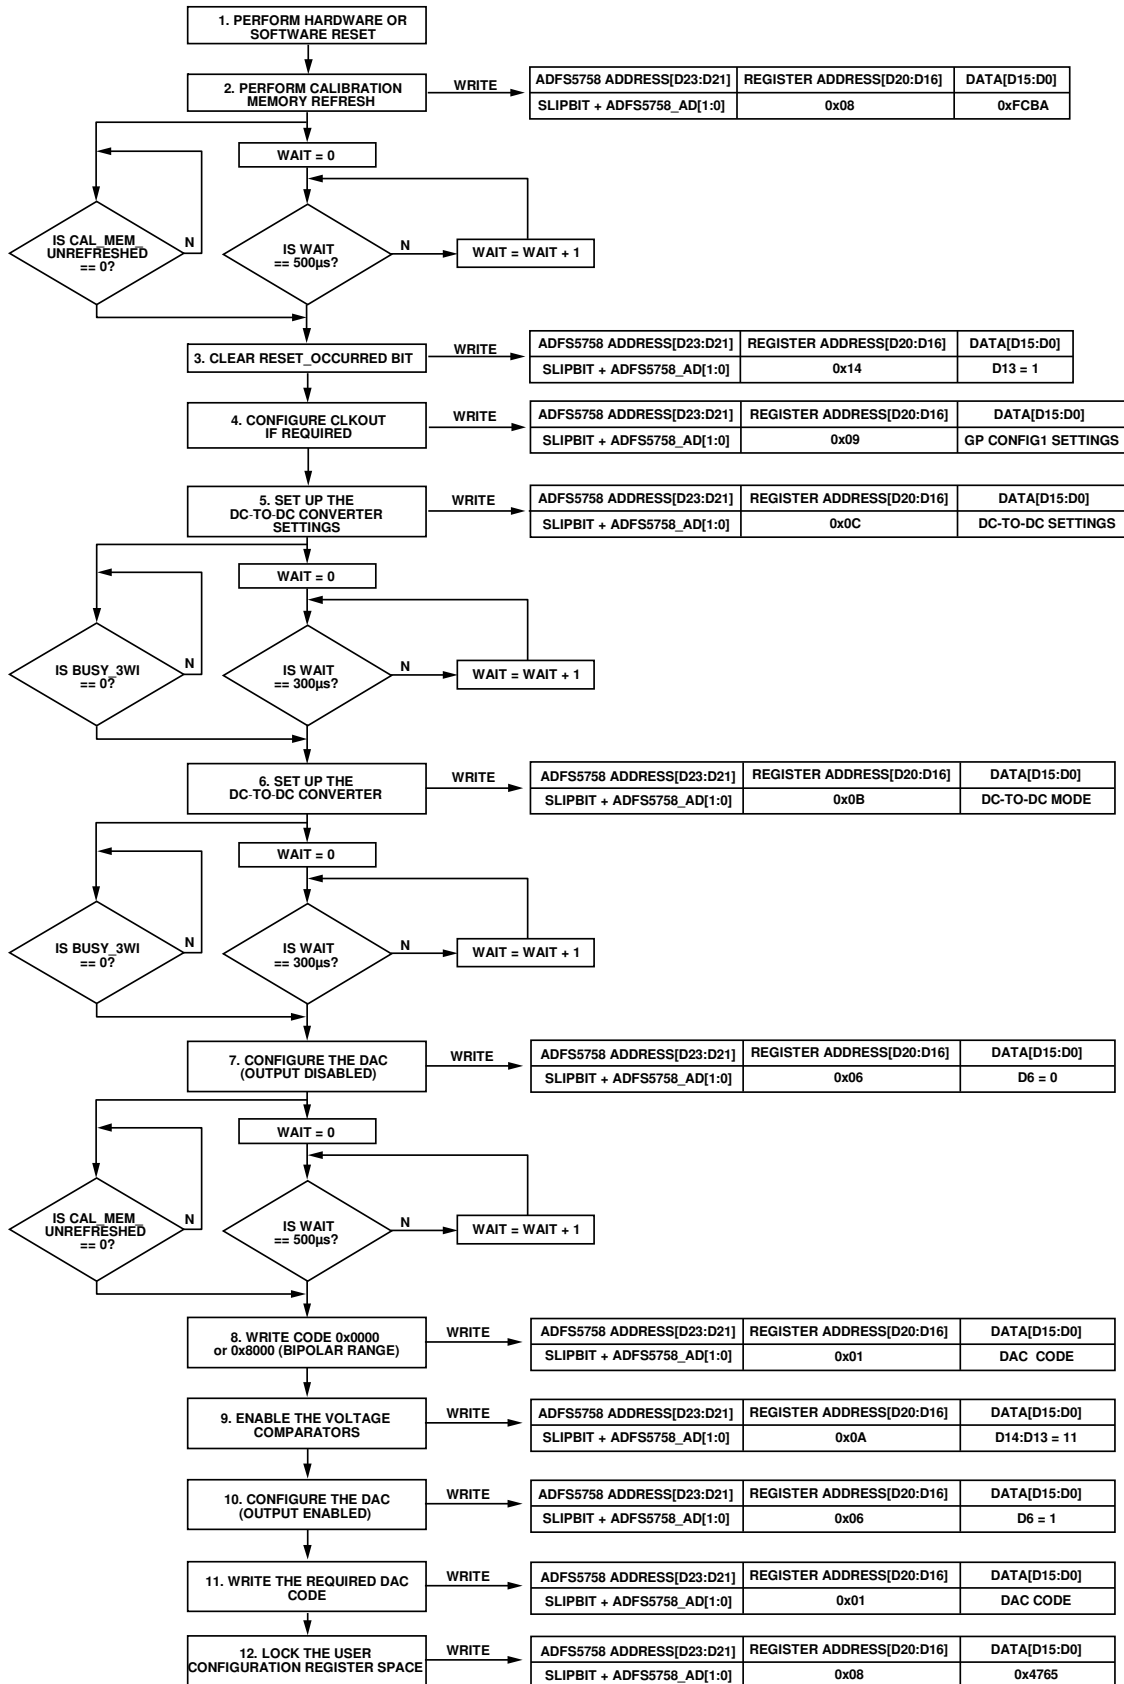 1. PERFORM HARDWARE OR
SOFTWARE RESET
2. PERFORM CALIBRATION
MEMORY REFRESH
WRITE
ADFS5758 ADDRESS[D23:D21] REGISTER ADDRESS[D20:D16] DATA[D15:D0]
SLIPBIT + ADFS5758_AD[1:0] 0x08 0xFCBA
WAIT = 0
IS CAL_MEM_
UNREFRESHED
== 0?
N
IS WAIT
== 500µs?
N
WAIT = WAIT + 1
3. CLEAR RESET_OCCURRED BIT
WRITE
ADFS5758 ADDRESS[D23:D21] REGISTER ADDRESS[D20:D16] DATA[D15:D0]
SLIPBIT + ADFS5758_AD[1:0] 0x14 D13 = 1
4. CONFIGURE CLKOUT
IF REQUIRED
WRITE
ADFS5758 ADDRESS[D23:D21] REGISTER ADDRESS[D20:D16] DATA[D15:D0]
SLIPBIT + ADFS5758_AD[1:0] 0x09 GP CONFIG1 SETTINGS
5. SET UP THE
DC-TO-DC CONVERTER
SETTINGS
WRITE
ADFS5758 ADDRESS[D23:D21] REGISTER ADDRESS[D20:D16] DATA[D15:D0]
SLIPBIT + ADFS5758_AD[1:0] 0x0C DC-TO-DC SETTINGS
WAIT = 0
IS BUSY_3WI
== 0?
N
IS WAIT
== 300µs?
N
WAIT = WAIT + 1
6. SET UP THE
DC-TO-DC CONVERTER
WRITE
ADFS5758 ADDRESS[D23:D21] REGISTER ADDRESS[D20:D16] DATA[D15:D0]
SLIPBIT + ADFS5758_AD[1:0] 0x0B DC-TO-DC MODE
WAIT = 0
IS BUSY_3WI
== 0?
N
IS WAIT
== 300µs?
N
WAIT = WAIT + 1
7. CONFIGURE THE DAC
(OUTPUT DISABLED)
WRITE
ADFS5758 ADDRESS[D23:D21] REGISTER ADDRESS[D20:D16] DATA[D15:D0]
SLIPBIT + ADFS5758_AD[1:0] 0x06 D6 = 0
WAIT = 0
IS CAL_MEM_
UNREFRESHED
== 0?
N
IS WAIT
== 500µs?
N
WAIT = WAIT + 1
8. WRITE CODE 0x0000
or 0x8000 (BIPOLAR RANGE)
WRITE
ADFS5758 ADDRESS[D23:D21] REGISTER ADDRESS[D20:D16] DATA[D15:D0]
SLIPBIT + ADFS5758_AD[1:0] 0x01 DAC CODE
9. ENABLE THE VOLTAGE
COMPARATORS
WRITE
ADFS5758 ADDRESS[D23:D21] REGISTER ADDRESS[D20:D16] DATA[D15:D0]
SLIPBIT + ADFS5758_AD[1:0] 0x0A D14:D13 = 11
10. CONFIGURE THE DAC
(OUTPUT ENABLED)
WRITE
ADFS5758 ADDRESS[D23:D21] REGISTER ADDRESS[D20:D16] DATA[D15:D0]
SLIPBIT + ADFS5758_AD[1:0] 0x06 D6 = 1
11. WRITE THE REQUIRED DAC
CODE
WRITE
ADFS5758 ADDRESS[D23:D21] REGISTER ADDRESS[D20:D16] DATA[D15:D0]
SLIPBIT + ADFS5758_AD[1:0] 0x01 DAC CODE
12. LOCK THE USER
CONFIGURATION REGISTER SPACE
WRITE
ADFS5758 ADDRESS[D23:D21] REGISTER ADDRESS[D20:D16] DATA[D15:D0]
SLIPBIT + ADFS5758_AD[1:0] 0x08 0x4765